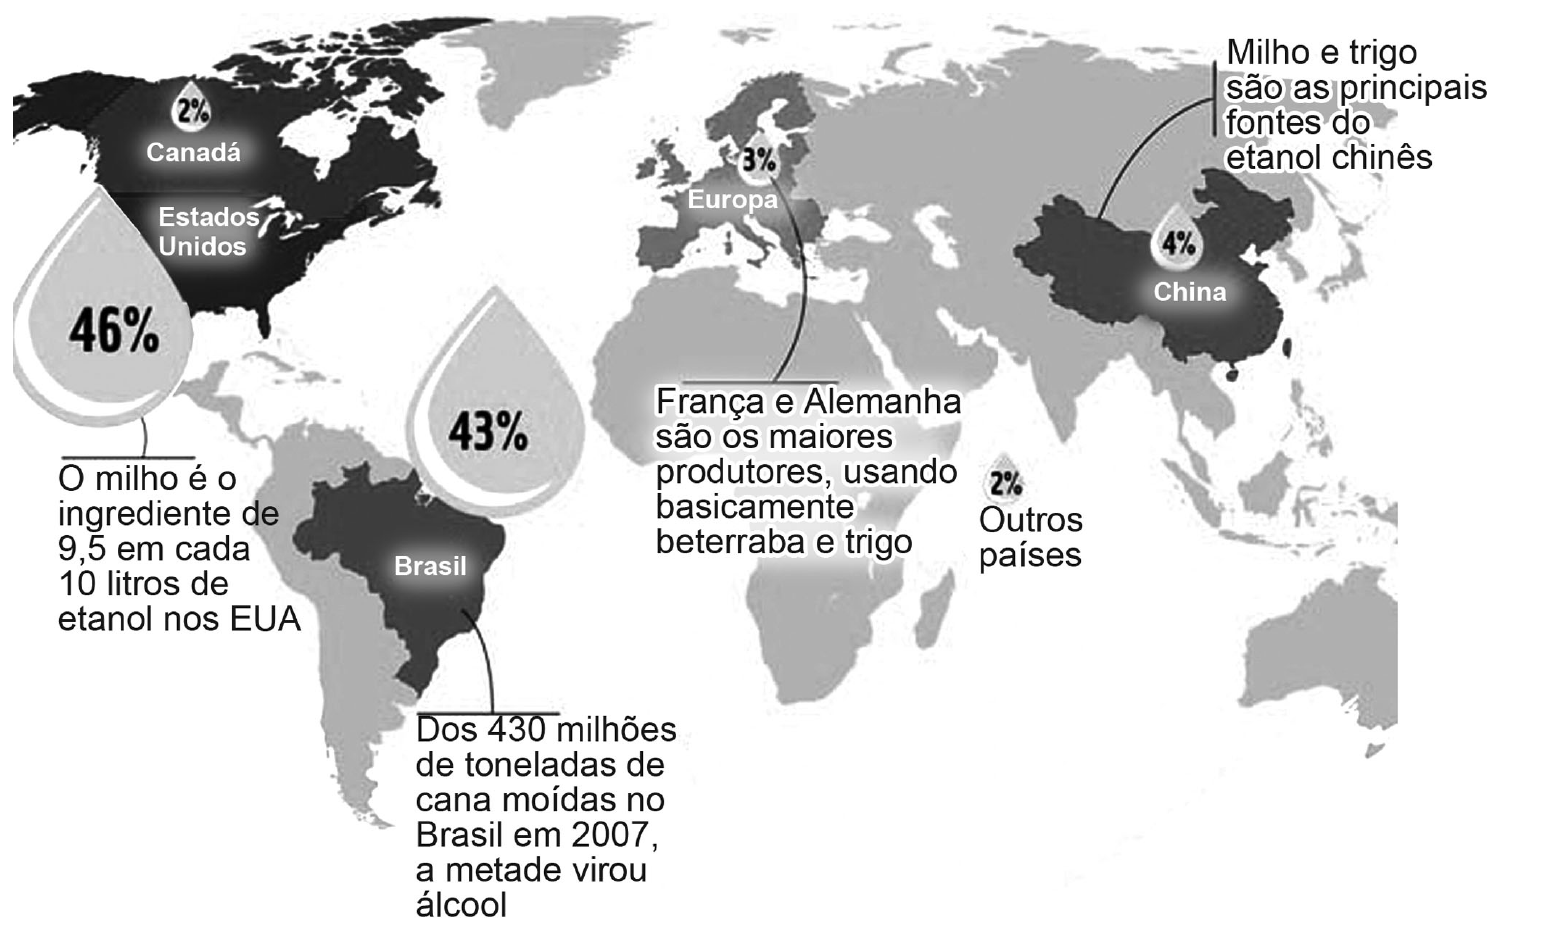 2%
Canadá
Estados
Unidos
46%
O milho é o
ingrediente de
9,5 em cada
10 litros de
etanol nos EUA
43%
Brasil
Dos 430 milhões
de toneladas de
cana moídas no
Brasil em 2007,
a metade virou
álcool
3%
Europa
França e Alemanha
são os maiores
produtores, usando
basicamente
beterraba e trigo
2%
Outros
países
Milho e trigo
são as principais
fontes do
etanol chinês
4%
China